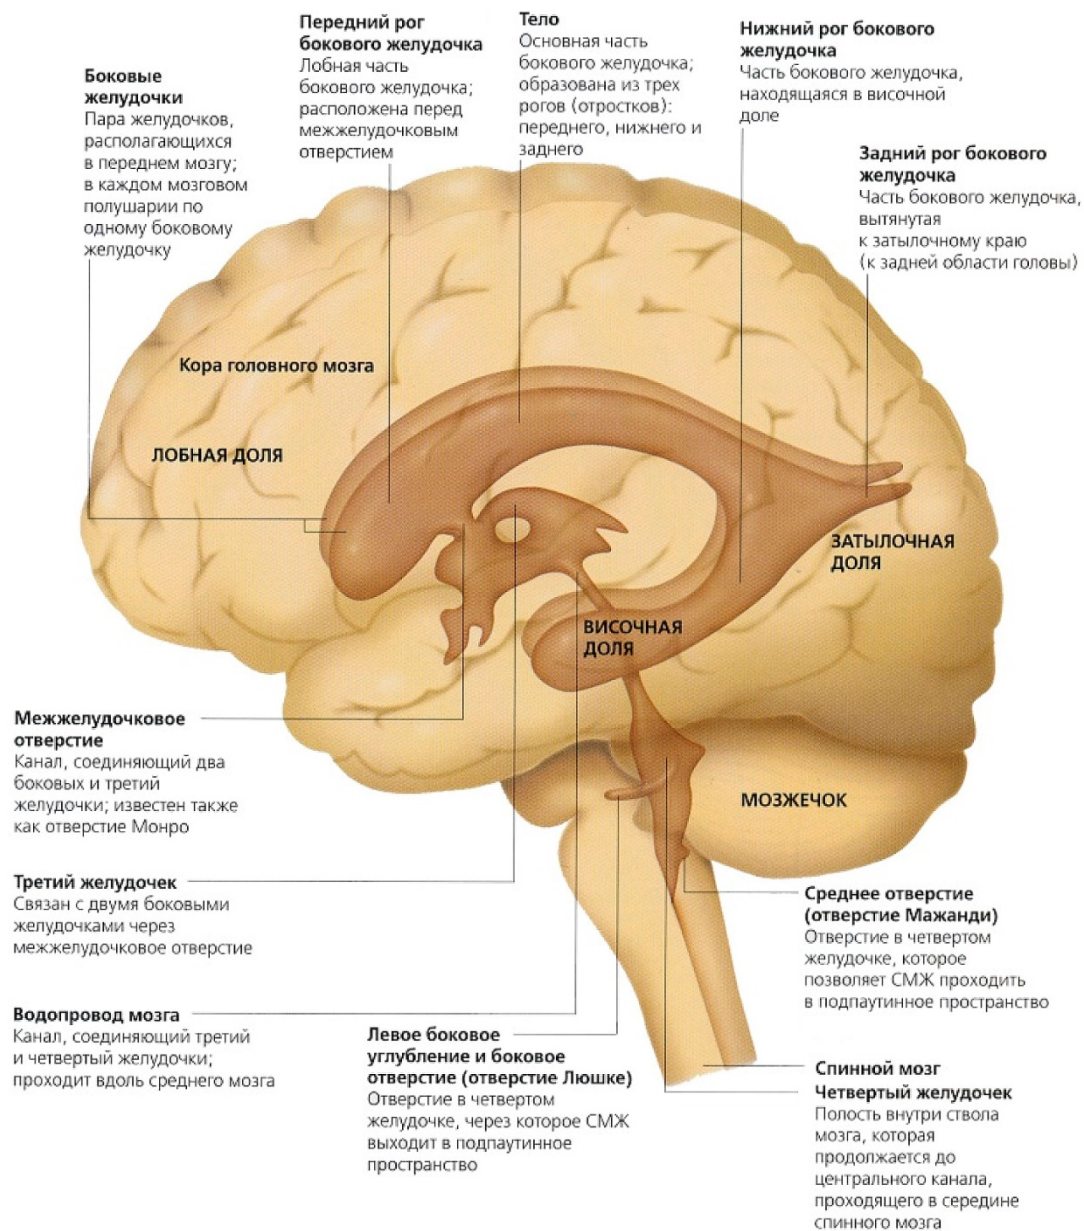 Передний рог
бокового желудочка
Лобная часть
бокового желудочка;
расположена перед
межжелудочковым
отверстием
Тело
Основная часть
бокового желудочка;
образована из трех
рогов (отростков):
переднего, нижнего и
заднего
Нижний рог бокового
желудочка
Часть бокового желудочка,
находящаяся в височной
доле
Боковые
желудочки
Пара желудочков,
располагающихся
в переднем мозгу;
в каждом мозговом
полушарии по
одному боковому
желудочку
Задний рог бокового
желудочка
Часть бокового желудочка,
вытянутая
к затылочному краю
(к задней области головы)
Кора головного мозга
ЛОБНАЯ ДОЛЯ
ЗАТЫЛОЧНАЯ
ДОЛЯ
ВИСОЧНАЯ
ДОЛЯ
МОЗЖЕЧОК
Межжелудочковое
отверстие
Канал, соединяющий два
боковых и третий
желудочки; известен также
как отверстие Монро
Третий желудочек
Связан с двумя боковыми
желудочками через
межжелудочковое отверстие
Водопровод мозга
Канал, соединяющий третий
и четвертый желудочки;
проходит вдоль среднего мозга
Левое боковое
углубление и боковое
отверстие (отверстие Люшке)
Отверстие в четвертом
желудочке, через которое СМЖ
выходит в подпаутинное
пространство
Среднее отверстие
(отверстие Мажанди)
Отверстие в четвертом
желудочке, которое
позволяет СМЖ проходить
в подпаутинное пространство
Спинной мозг
Четвертый желудочек
Полость внутри ствола
мозга, которая
продолжается до
центрального канала,
проходящего в середине
спинного мозга